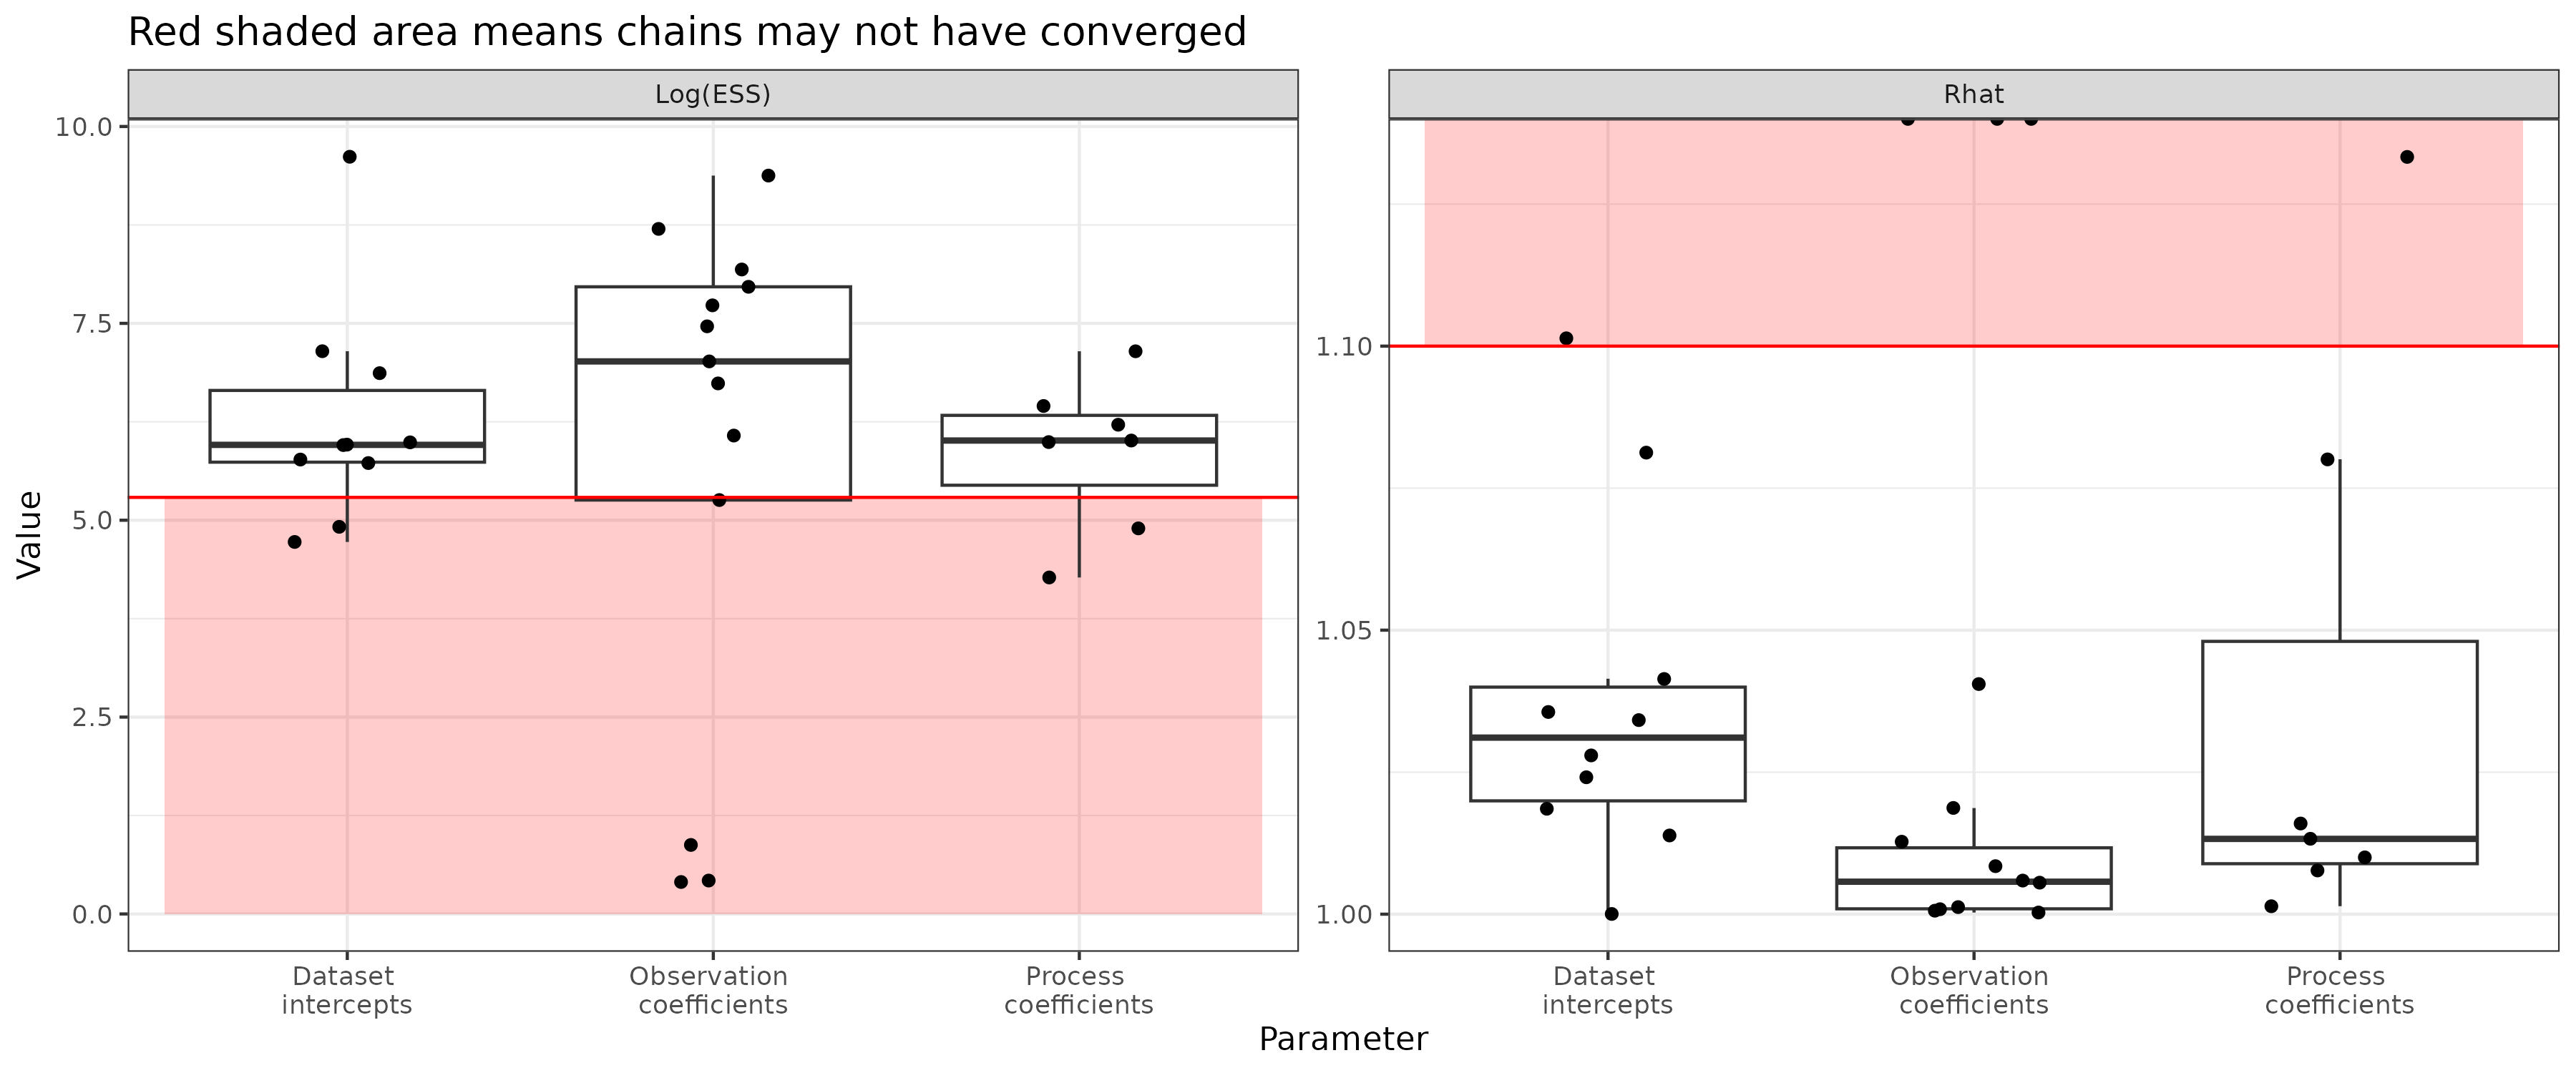 Red shaded area means chains may not have converged
Log(ESS)
Rhat
10.0
7.5
5.0
2.5
0.0
1.10
1.05
1.00
Value
Dataset
intercepts
Observation
coefficients
Process
coefficients
Dataset
intercepts
Observation
coefficients
Process
coefficients
Parameter